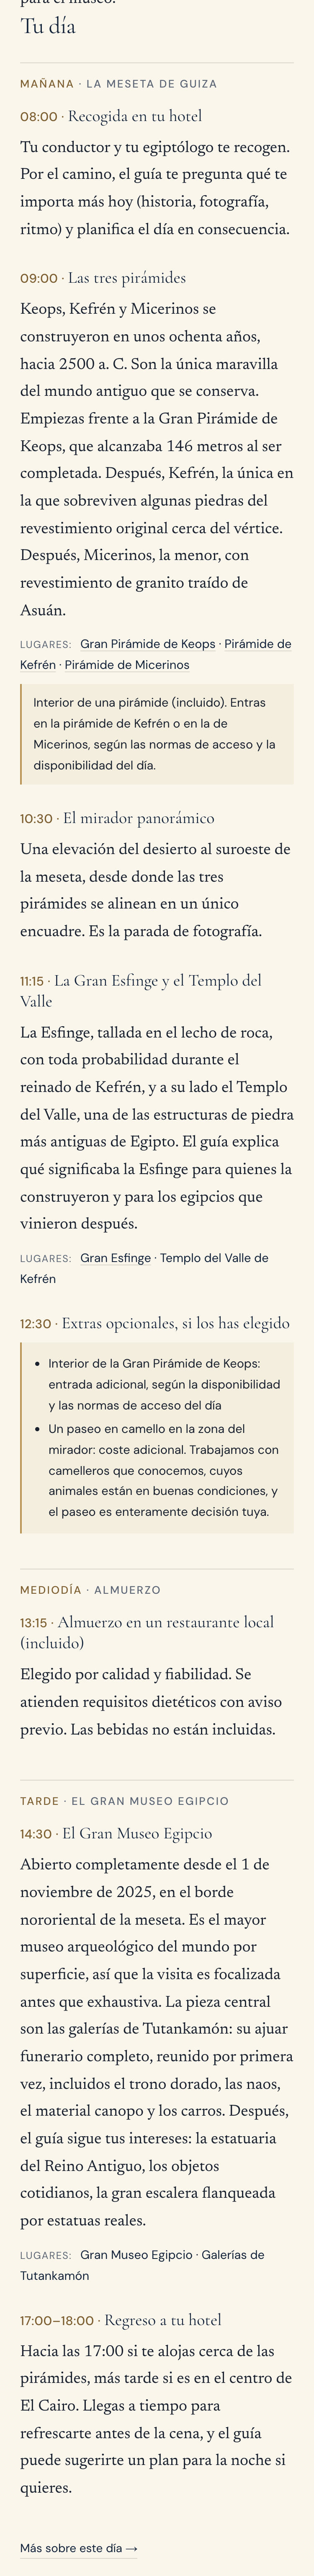 para el museo.
Tu día
MAÑANA · LA MESETA DE GUIZA
08:00 · Recogida en tu hotel
Tu conductor y tu egiptólogo te recogen.
Por el camino, el guía te pregunta qué te
importa más hoy (historia, fotografía,
ritmo) y planifica el día en consecuencia.
09:00 · Las tres pirámides
Keops, Kefrén y Micerinos se
construyeron en unos ochenta años,
hacia 2500 a. C. Son la única maravilla
del mundo antiguo que se conserva.
Empiezas frente a la Gran Pirámide de
Keops, que alcanzaba 146 metros al ser
completada. Después, Kefrén, la única en
la que sobreviven algunas piedras del
revestimiento original cerca del vértice.
Después, Micerinos, la menor, con
revestimiento de granito traído de
Asuán.
LUGARES: Gran Pirámide de Keops · Pirámide de
Kefrén · Pirámide de Micerinos
Interior de una pirámide (incluido). Entras
en la pirámide de Kefrén o en la de
Micerinos, según las normas de acceso y la
disponibilidad del día.
10:30 · El mirador panorámico
Una elevación del desierto al suroeste de
la meseta, desde donde las tres
pirámides se alinean en un único
encuadre. Es la parada de fotografía.
11:15 · La Gran Esfinge y el Templo del
Valle
La Esfinge, tallada en el lecho de roca,
con toda probabilidad durante el
reinado de Kefrén, y a su lado el Templo
del Valle, una de las estructuras de piedra
más antiguas de Egipto. El guía explica
qué significaba la Esfinge para quienes la
construyeron y para los egipcios que
vinieron después.
LUGARES: Gran Esfinge · Templo del Valle de
Kefrén
12:30 · Extras opcionales, si los has elegido
• Interior de la Gran Pirámide de Keops:
entrada adicional, según la disponibilidad
y las normas de acceso del día
• Un paseo en camello en la zona del
mirador: coste adicional. Trabajamos con
camelleros que conocemos, cuyos
animales están en buenas condiciones, y
el paseo es enteramente decisión tuya.
MEDIODÍA · ALMUERZO
13:15 · Almuerzo en un restaurante local
(incluido)
Elegido por calidad y fiabilidad. Se
atienden requisitos dietéticos con aviso
previo. Las bebidas no están incluidas.
TARDE · EL GRAN MUSEO EGIPCIO
14:30 · El Gran Museo Egipcio
Abierto completamente desde el 1 de
noviembre de 2025, en el borde
nororiental de la meseta. Es el mayor
museo arqueológico del mundo por
superficie, así que la visita es focalizada
antes que exhaustiva. La pieza central
son las galerías de Tutankamón: su ajuar
funerario completo, reunido por primera
vez, incluidos el trono dorado, las naos,
el material canopo y los carros. Después,
el guía sigue tus intereses: la estatuaria
del Reino Antiguo, los objetos
cotidianos, la gran escalera flanqueada
por estatuas reales.
LUGARES: Gran Museo Egipcio · Galerías de
Tutankamón
17:00–18:00 · Regreso a tu hotel
Hacia las 17:00 si te alojas cerca de las
pirámides, más tarde si es en el centro de
El Cairo. Llegas a tiempo para
refrescarte antes de la cena, y el guía
puede sugerirte un plan para la noche si
quieres.
Más sobre este día →